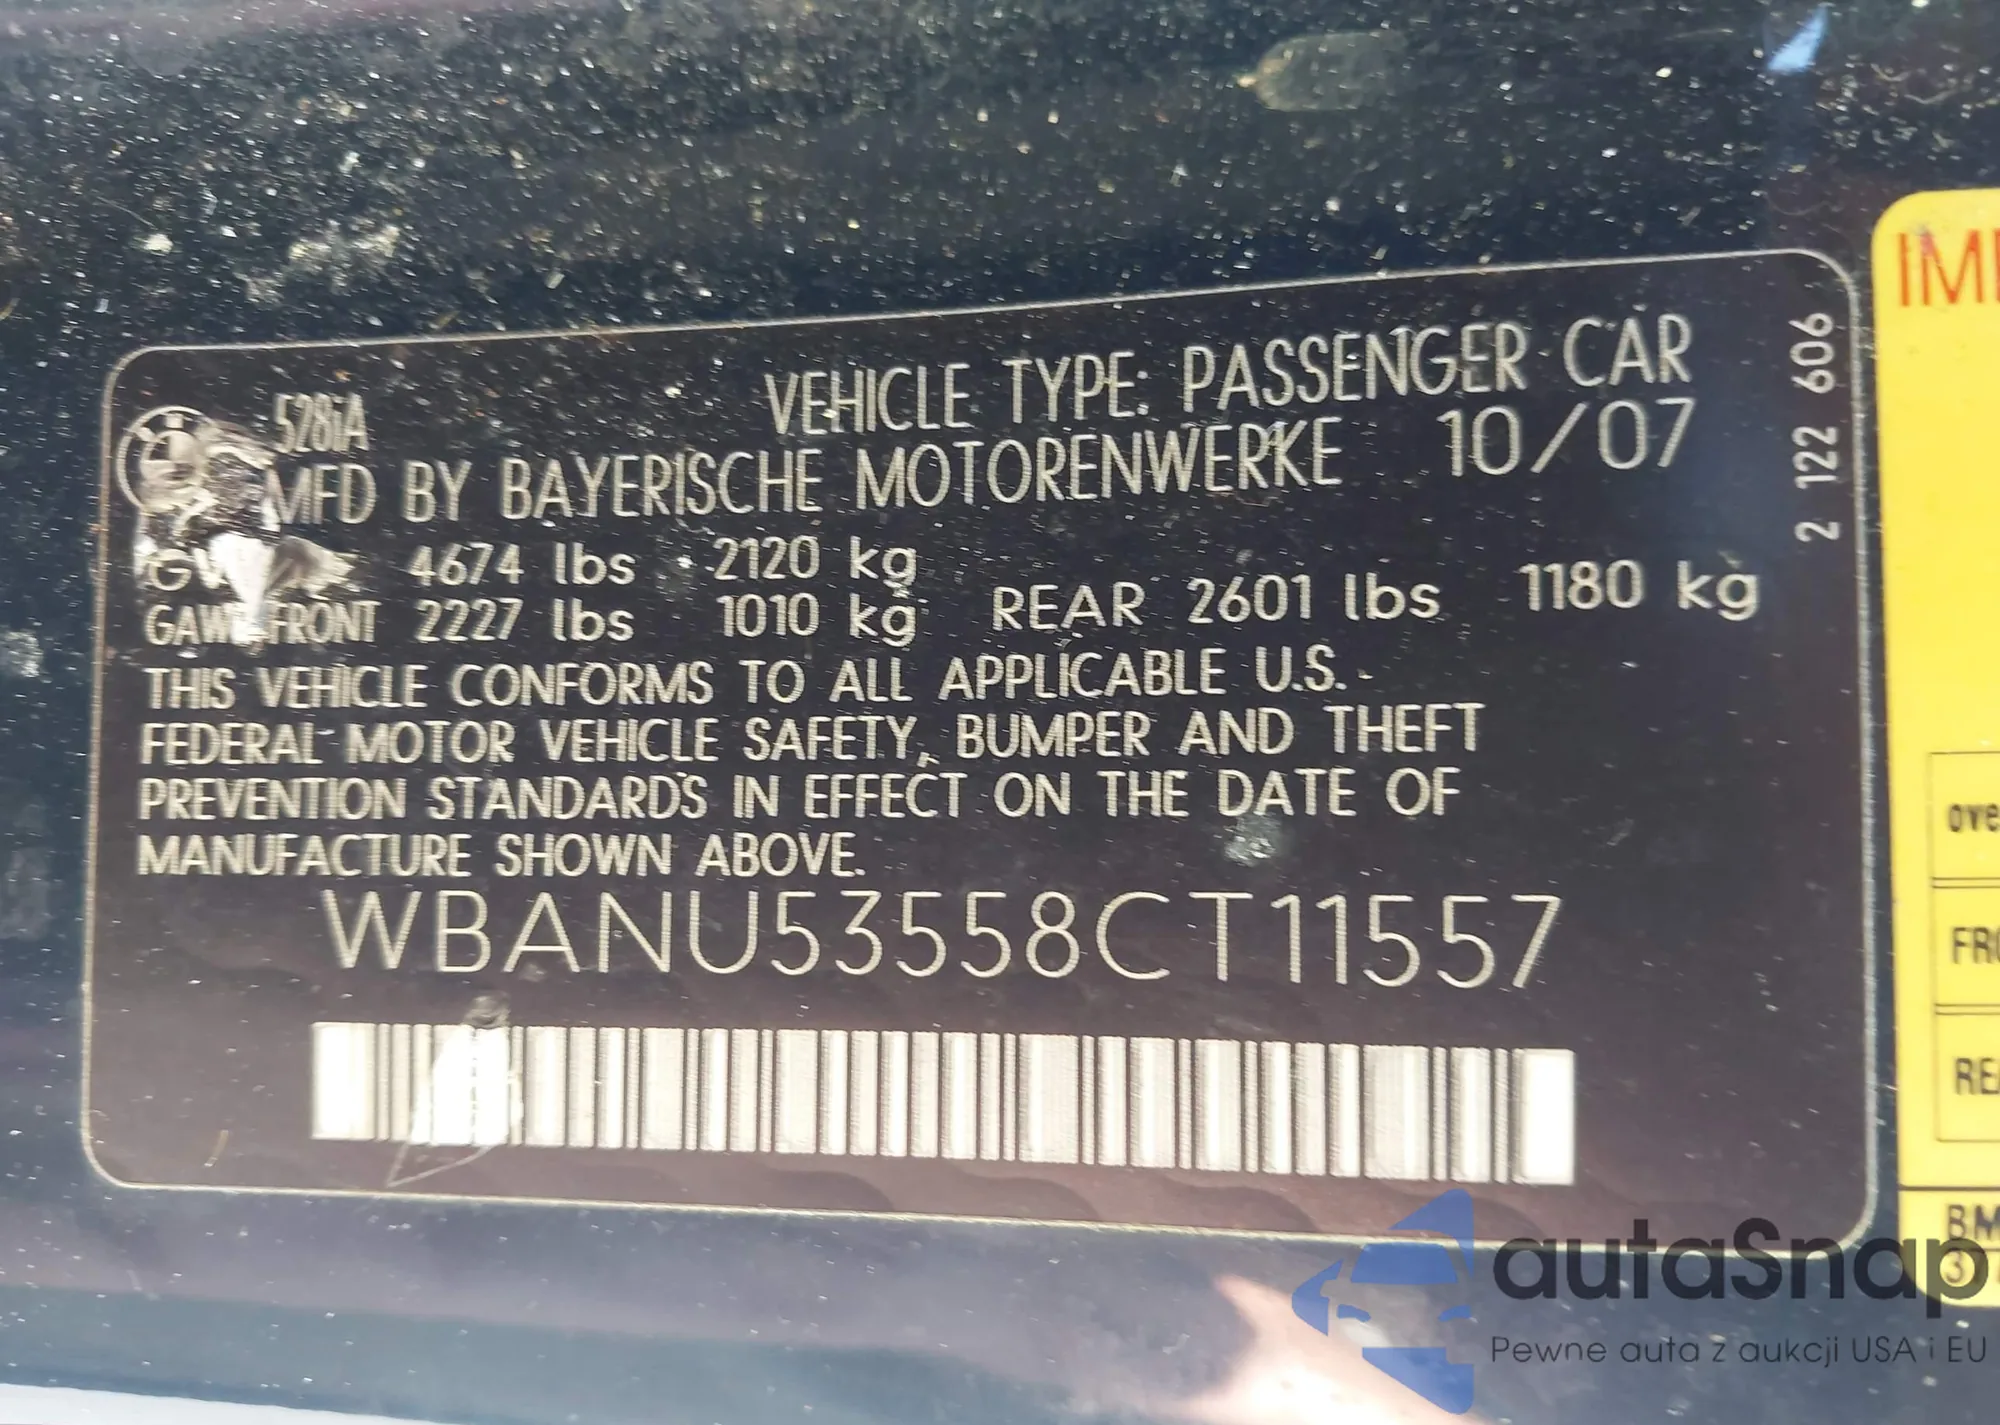 5281A VEHICLE TYPE: PASSENGER CAR
MFD BY BAYERISCHE MOTORENWERKE 10/07
4674 lbs 2120 kg
FRONT 2227 lbs 1010 kg REAR 2601 lbs 1180 kg
THIS VEHICLE CONFORMS TO ALL APPLICABLE U.S.
FEDERAL MOTOR VEHICLE SAFETY, BUMPER AND THEFT
PREVENTION STANDARDS IN EFFECT ON THE DATE OF
MANUFACTURE SHOWN ABOVE.
WBANU53558CT11557
2 122 606
autaSnap
Pewne auta z aukcji USA i EU